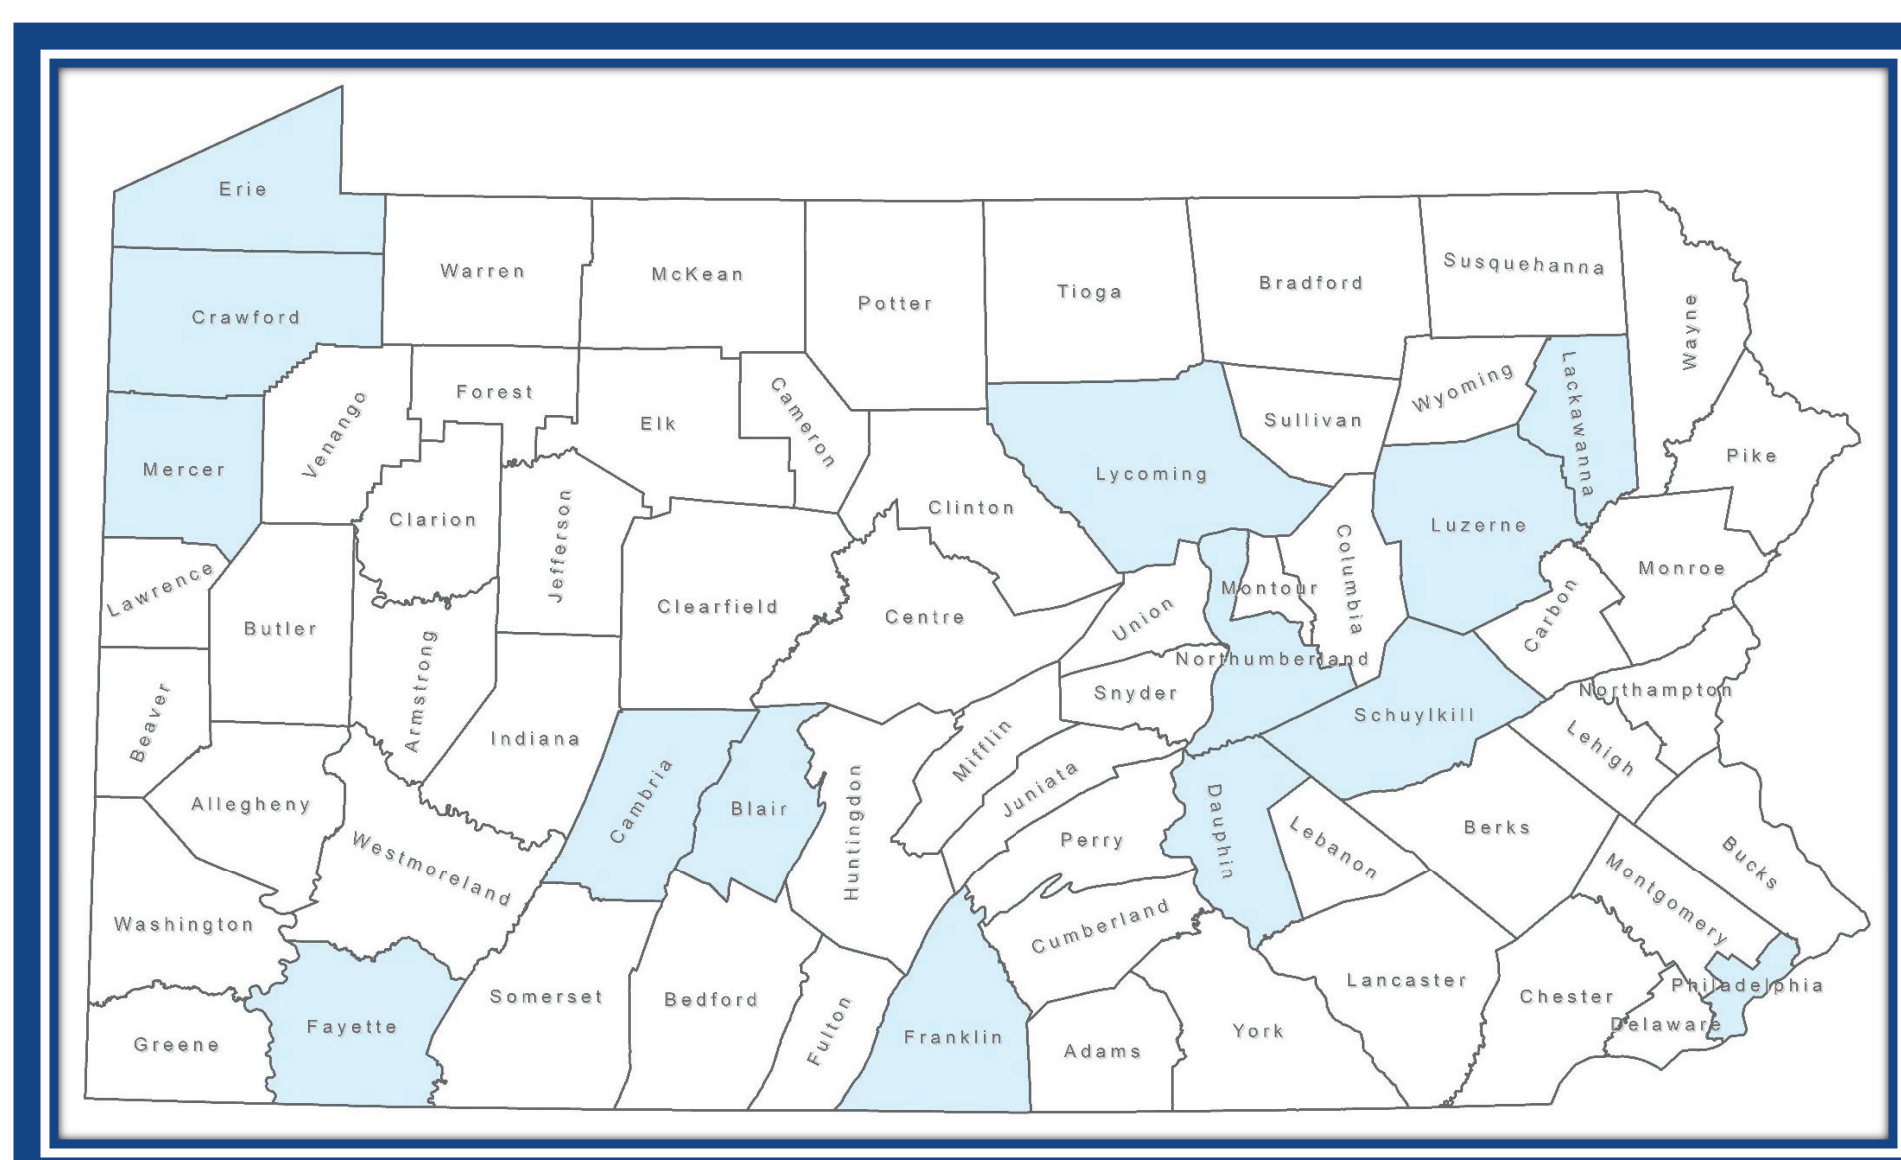 Erie
Warren
McKean
Potter
Tioga
Bradford
Susquehanna
Wayne
Crawford
Mercer
Venango
Forest
Elk
Cameron
Sullivan
Wyoming
Lackawanna
Pike
Lycoming
Clinton
Clarion
Jefferson
Luzerne
Columbia
Montour
Monroe
Lawrence
Butler
Armstrong
Clearfield
Centre
Union
Northumberland
Carbon
Snyder
Schuylkill
Northampton
Lehigh
Beaver
Indiana
Mifflin
Juniata
Allegheny
Cambria
Blair
Huntingdon
Perry
Dauphin
Lebanon
Berks
Bucks
Westmoreland
Montgomery
Washington
Cumberland
Somerset
Bedford
Fulton
Franklin
Lancaster
Chester
Philadelphia
Delaware
Greene
Fayette
Adams
York